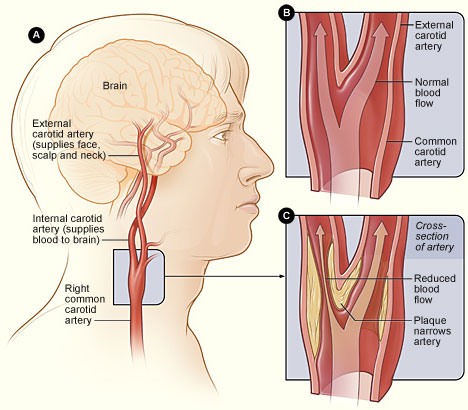 A
Brain
External
carotid artery
(supplies face,
scalp and neck)
Internal carotid
artery (supplies
blood to brain)
Right
common
carotid
artery
B
External
carotid
artery
Normal
blood
flow
Common
carotid
artery
C
Cross-
section
of artery
Reduced
blood
flow
Plaque
narrows
artery